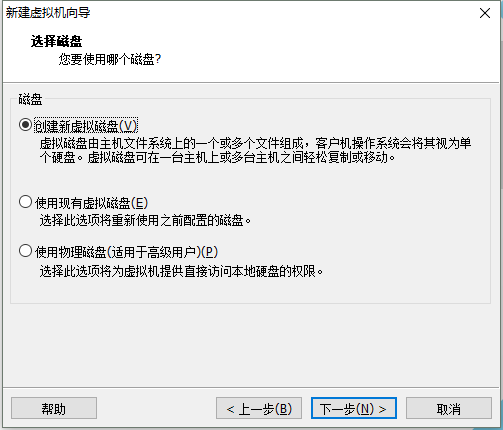 新建虚拟机向导
选择磁盘
您要使用哪个磁盘?
磁盘
创建新虚拟磁盘(V)
虚拟磁盘由主机文件系统上的一个或多个文件组成，客户机操作系统会将其视为单
个硬盘。虚拟磁盘可在一台主机上或多台主机之间轻松复制或移动。
使用现有虚拟磁盘(E)
选择此选项将重新使用之前配置的磁盘。
使用物理磁盘(适用于高级用户)(P)
选择此选项将为虚拟机提供直接访问本地硬盘的权限。
帮助
< 上一步(B)
下一步(N) >
取消